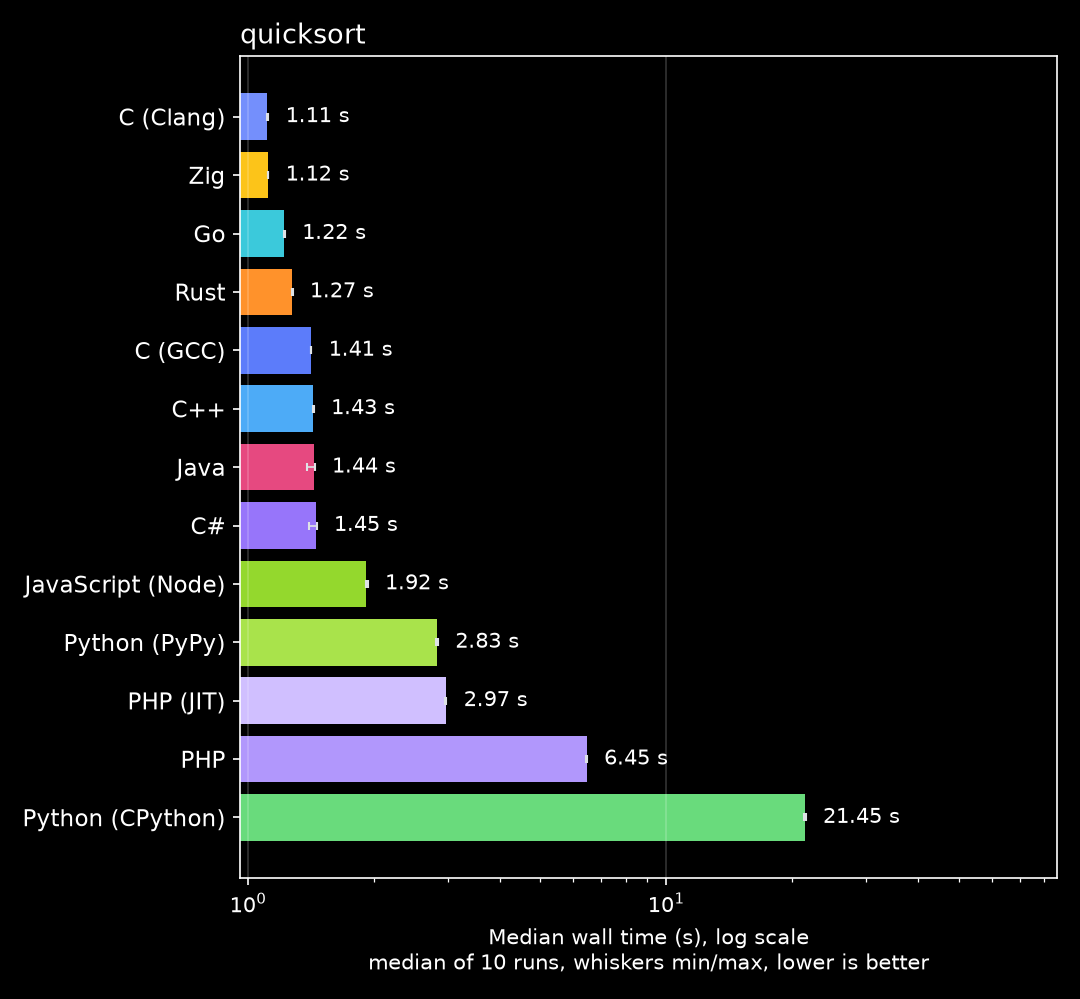 quicksort
C (Clang) 1.11 s
Zig 1.12 s
Go 1.22 s
Rust 1.27 s
C (GCC) 1.41 s
C++ 1.43 s
Java 1.44 s
C# 1.45 s
JavaScript (Node) 1.92 s
Python (PyPy) 2.83 s
PHP (JIT) 2.97 s
PHP 6.45 s
Python (CPython) 21.45 s
10⁰ 10¹
Median wall time (s), log scale
median of 10 runs, whiskers min/max, lower is better